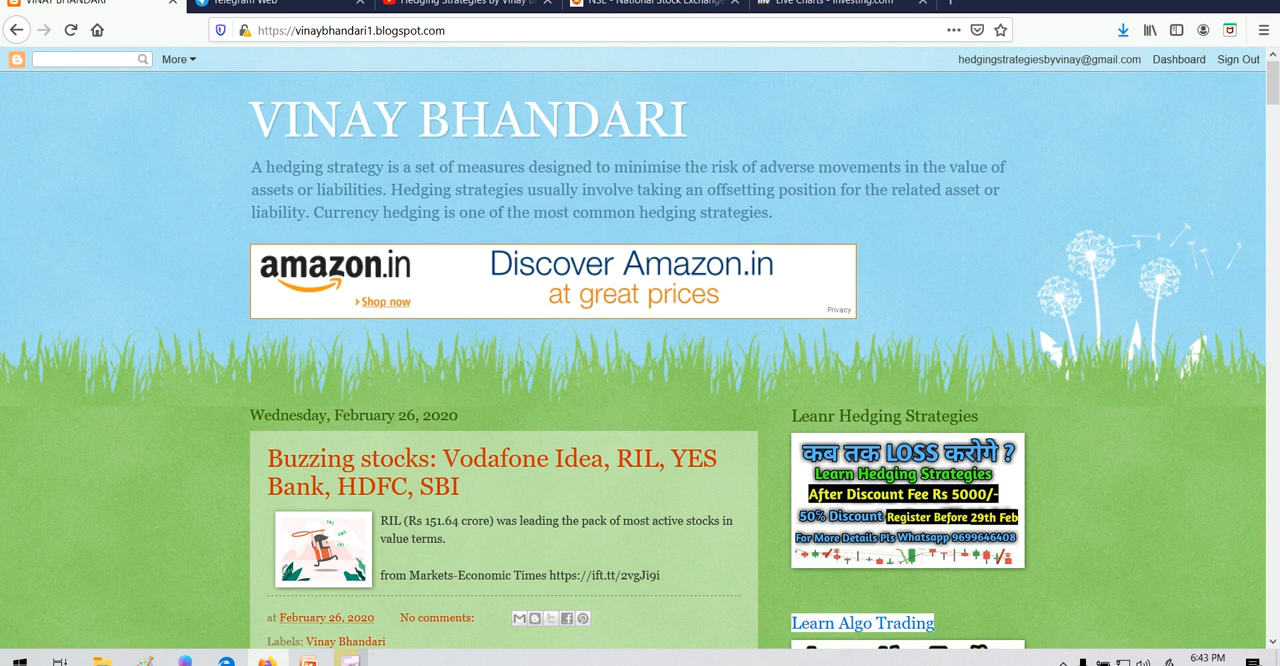 VINAY BHANDARI
Telegram Web
Hedging Strategies By Vinay B
NSE - National Stock Exchange
Live Charts - Investing.com
https://vinaybhandari1.blogspot.com
More
hedgingstrategiesbyvinay@gmail.com Dashboard Sign Out
VINAY BHANDARI
A hedging strategy is a set of measures designed to minimise the risk of adverse movements in the value of
assets or liabilities. Hedging strategies usually involve taking an offsetting position for the related asset or
liability. Currency hedging is one of the most common hedging strategies.
amazon.in
Shop now
Discover Amazon.in
at great prices
Privacy
Wednesday, February 26, 2020
Buzzing stocks: Vodafone Idea, RIL, YES
Bank, HDFC, SBI
RIL (Rs 151.64 crore) was leading the pack of most active stocks in
value terms.
from Markets-Economic Times https://ift.tt/2vgJi9i
at February 26, 2020 No comments:
Labels: Vinay Bhandari
Leanr Hedging Strategies
कब तक LOSS करोगे ?
Learn Hedging Strategies
After Discount Fee Rs 5000/-
50% Discount Register Before 29th Feb
For More Details Pls Whatsapp 9699646408
Learn Algo Trading
6:43 PM